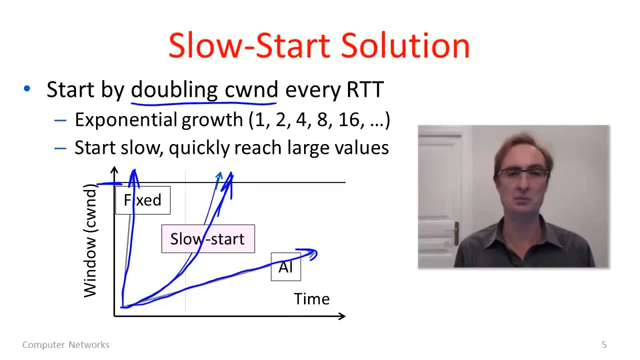 Slow-Start Solution
• Start by doubling cwnd every RTT
– Exponential growth (1, 2, 4, 8, 16, …)
– Start slow, quickly reach large values
Window (cwnd)
Fixed
Slow-start
AI
Time
Computer Networks
5